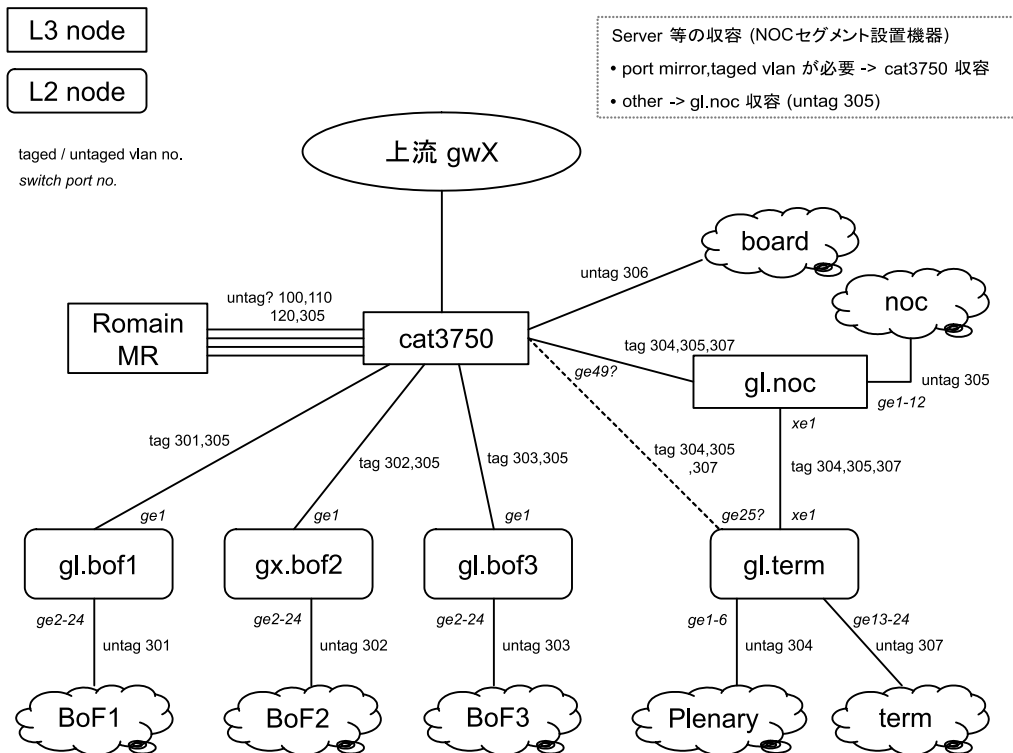 L3 node
L2 node
taged / untaged vlan no.
switch port no.
Server 等の収容 (NOCセグメント設置機器)
• port mirror,taged vlan が必要 -> cat3750 収容
• other -> gl.noc 収容 (untag 305)
上流 gwX
board
untag 306
noc
untag? 100,110
120,305
Romain
MR
cat3750
tag 304,305,307
ge49?
gl.noc
untag 305
ge1-12
xe1
tag 301,305
tag 302,305
tag 303,305
tag 304,305
,307
tag 304,305,307
ge1
ge1
ge1
ge25?
xe1
gl.bof1
gx.bof2
gl.bof3
gl.term
ge2-24
ge2-24
ge2-24
ge1-6
ge13-24
untag 301
untag 302
untag 303
untag 304
untag 307
BoF1
BoF2
BoF3
Plenary
term